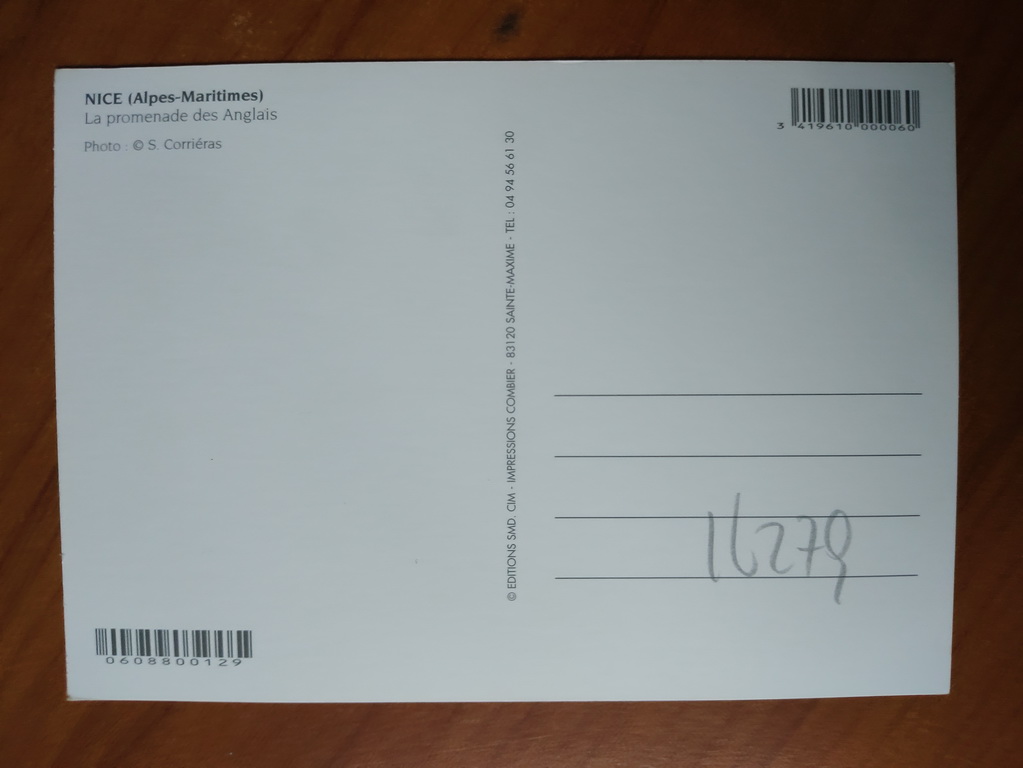 NICE (Alpes-Maritimes)
La promenade des Anglais
Photo : © S. Corriéras
3 419610 000060
© EDITIONS SMD, CIM - IMPRESSIONS COMBIER - 83120 SAINTE-MAXIME - TEL : 04 94 56 61 30
16279
0608800129